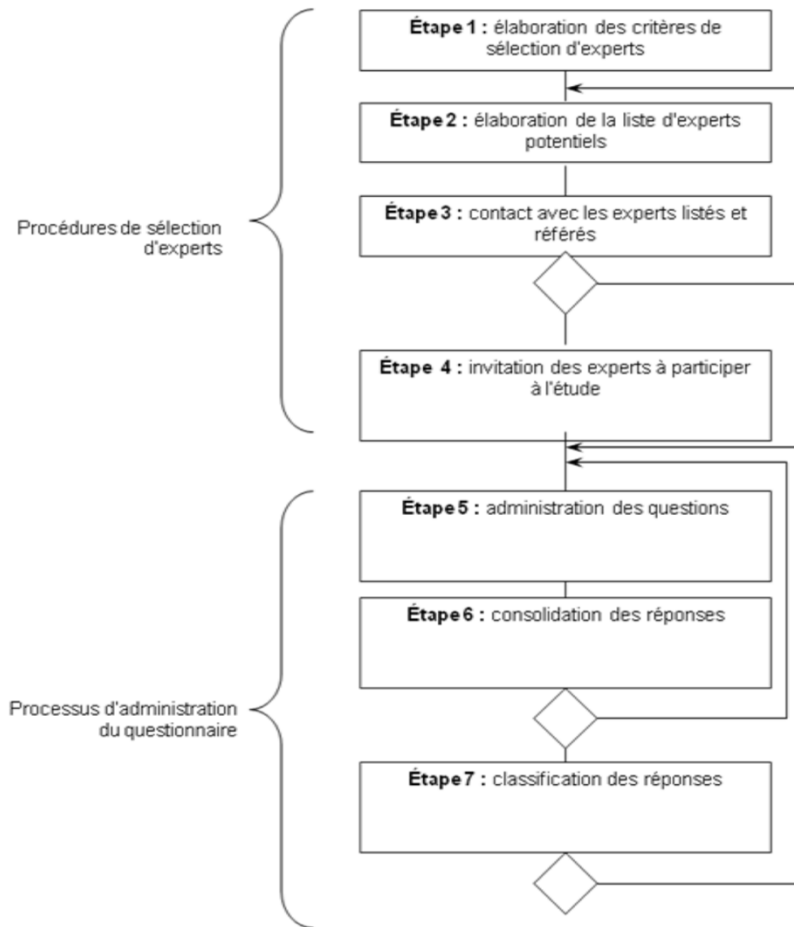 Étape 1 : élaboration des critères de
sélection d'experts
Étape 2 : élaboration de la liste d'experts
potentiels
Étape 3 : contact avec les experts listés et
référés
Procédures de sélection
d'experts
Étape 4 : invitation des experts à participer
à l'étude
Étape 5 : administration des questions
Étape 6 : consolidation des réponses
Processus d'administration
du questionnaire
Étape 7 : classification des réponses